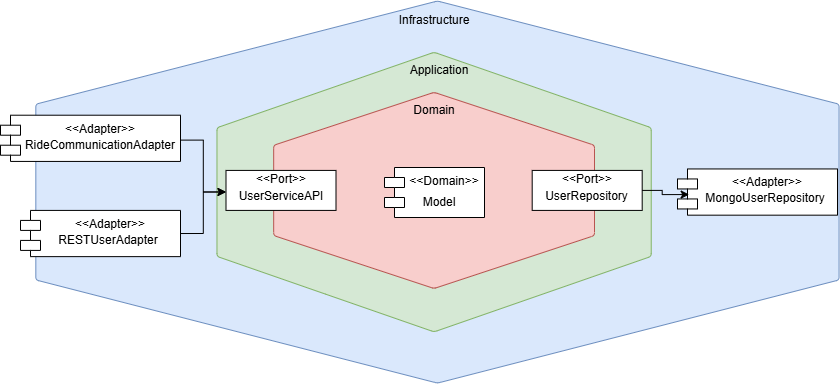 Infrastructure
Application
Domain
<<Adapter>>
RideCommunicationAdapter
<<Port>>
UserServiceAPI
<<Domain>>
Model
<<Port>>
UserRepository
<<Adapter>>
MongoUserRepository
<<Adapter>>
RESTUserAdapter